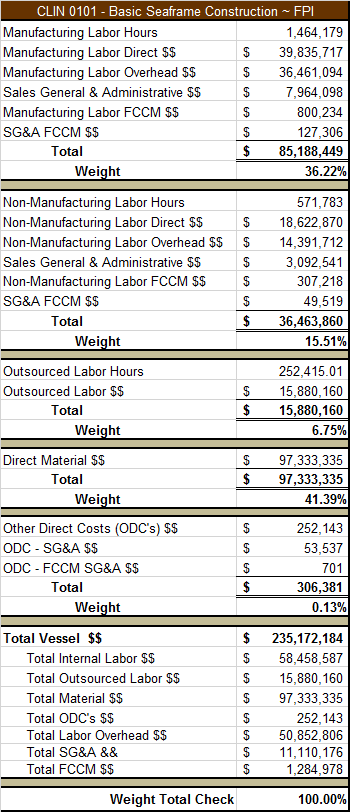 CLIN 0101 - Basic Seaframe Construction ~ FPI
Manufacturing Labor Hours 1,464,179
Manufacturing Labor Direct $$ $ 39,835,717
Manufacturing Labor Overhead $$ $ 36,461,094
Sales General & Administrative $$ $ 7,964,098
Manufacturing Labor FCCM $$ $ 800,234
SG&A FCCM $$ $ 127,306
Total $ 85,188,449
Weight 36.22%
Non-Manufacturing Labor Hours 571,783
Non-Manufacturing Labor Direct $$ $ 18,622,870
Non-Manufacturing Labor Overhead $$ $ 14,391,712
Sales General & Administrative $$ $ 3,092,541
Non-Manufacturing Labor FCCM $$ $ 307,218
SG&A FCCM $$ $ 49,519
Total $ 36,463,860
Weight 15.51%
Outsourced Labor Hours 252,415.01
Outsourced Labor $$ $ 15,880,160
Total $ 15,880,160
Weight 6.75%
Direct Material $$ $ 97,333,335
Total $ 97,333,335
Weight 41.39%
Other Direct Costs (ODC's) $$ $ 252,143
ODC - SG&A $$ $ 53,537
ODC - FCCM SG&A $$ $ 701
Total $ 306,381
Weight 0.13%
Total Vessel $$ $ 235,172,184
Total Internal Labor $$ $ 58,458,587
Total Outsourced Labor $$ $ 15,880,160
Total Material $$ $ 97,333,335
Total ODC's $$ $ 252,143
Total Labor Overhead $$ $ 50,852,806
Total SG&A && $ 11,110,176
Total FCCM $$ $ 1,284,978
Weight Total Check 100.00%